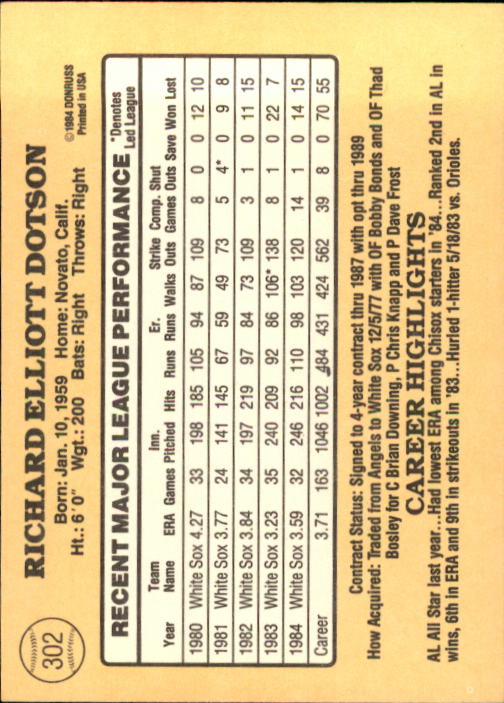 302
RICHARD ELLIOTT DOTSON
Born: Jan. 10, 1959 Home: Novato, Calif.
Ht.: 6'0" Wgt.: 200 Bats: Right Throws: Right
©1984 DONRUSS
Printed in USA
RECENT MAJOR LEAGUE PERFORMANCE
*Denotes
Led League
Team Inn. Er. Strike Comp. Shut
Year Name ERA Games Pitched Hits Runs Runs Walks Outs Games Outs Save Won Lost
1980 White Sox 4.27 33 198 185 105 94 87 109 8 0 0 12 10
1981 White Sox 3.77 24 141 145 67 59 49 73 5 4* 0 9 8
1982 White Sox 3.84 34 197 219 97 84 73 109 3 1 0 11 15
1983 White Sox 3.23 35 240 209 92 86 106* 138 8 1 0 22 7
1984 White Sox 3.59 32 246 216 110 98 103 120 14 1 0 14 15
Career 3.71 163 1046 1002 484 431 424 562 39 8 0 70 55
Contract Status: Signed to 4-year contract thru 1987 with opt thru 1989
How Acquired: Traded from Angels to White Sox 12/5/77 with OF Bobby Bonds and OF Thad
Bosley for C Brian Downing, P Chris Knapp and P Dave Frost
CAREER HIGHLIGHTS
AL All Star last year...Had lowest ERA among Chisox starters in '84...Ranked 2nd in AL in
wins, 6th in ERA and 9th in strikeouts in '83...Hurled 1-hitter 5/18/83 vs. Orioles.